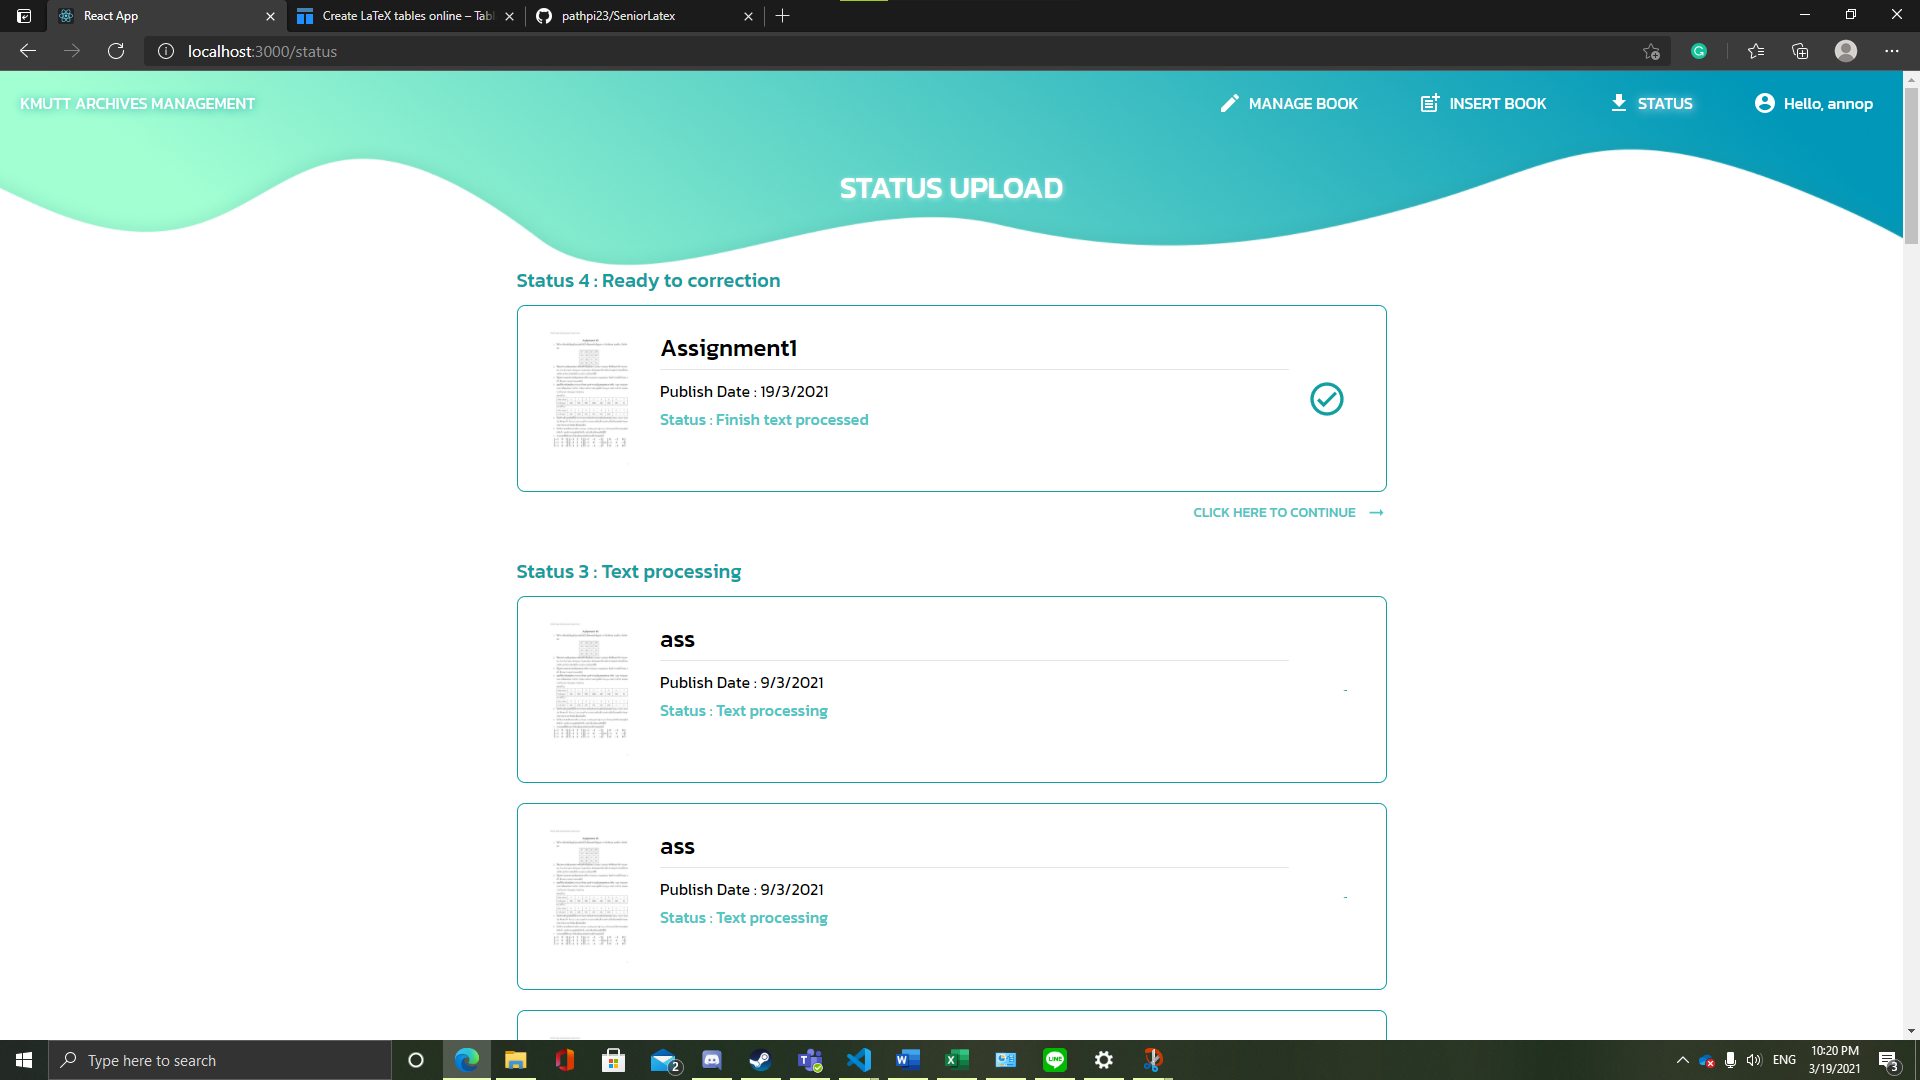 React App
Create LaTeX tables online – Tabl
pathpi23/SeniorLatex
localhost:3000/status
KMUTT ARCHIVES MANAGEMENT
MANAGE BOOK
INSERT BOOK
STATUS
Hello, annop
STATUS UPLOAD
Status 4 : Ready to correction
Assignment1
Publish Date : 19/3/2021
Status : Finish text processed
CLICK HERE TO CONTINUE →
Status 3 : Text processing
ass
Publish Date : 9/3/2021
Status : Text processing
ass
Publish Date : 9/3/2021
Status : Text processing
Type here to search
2
ENG
10:20 PM
3/19/2021
3